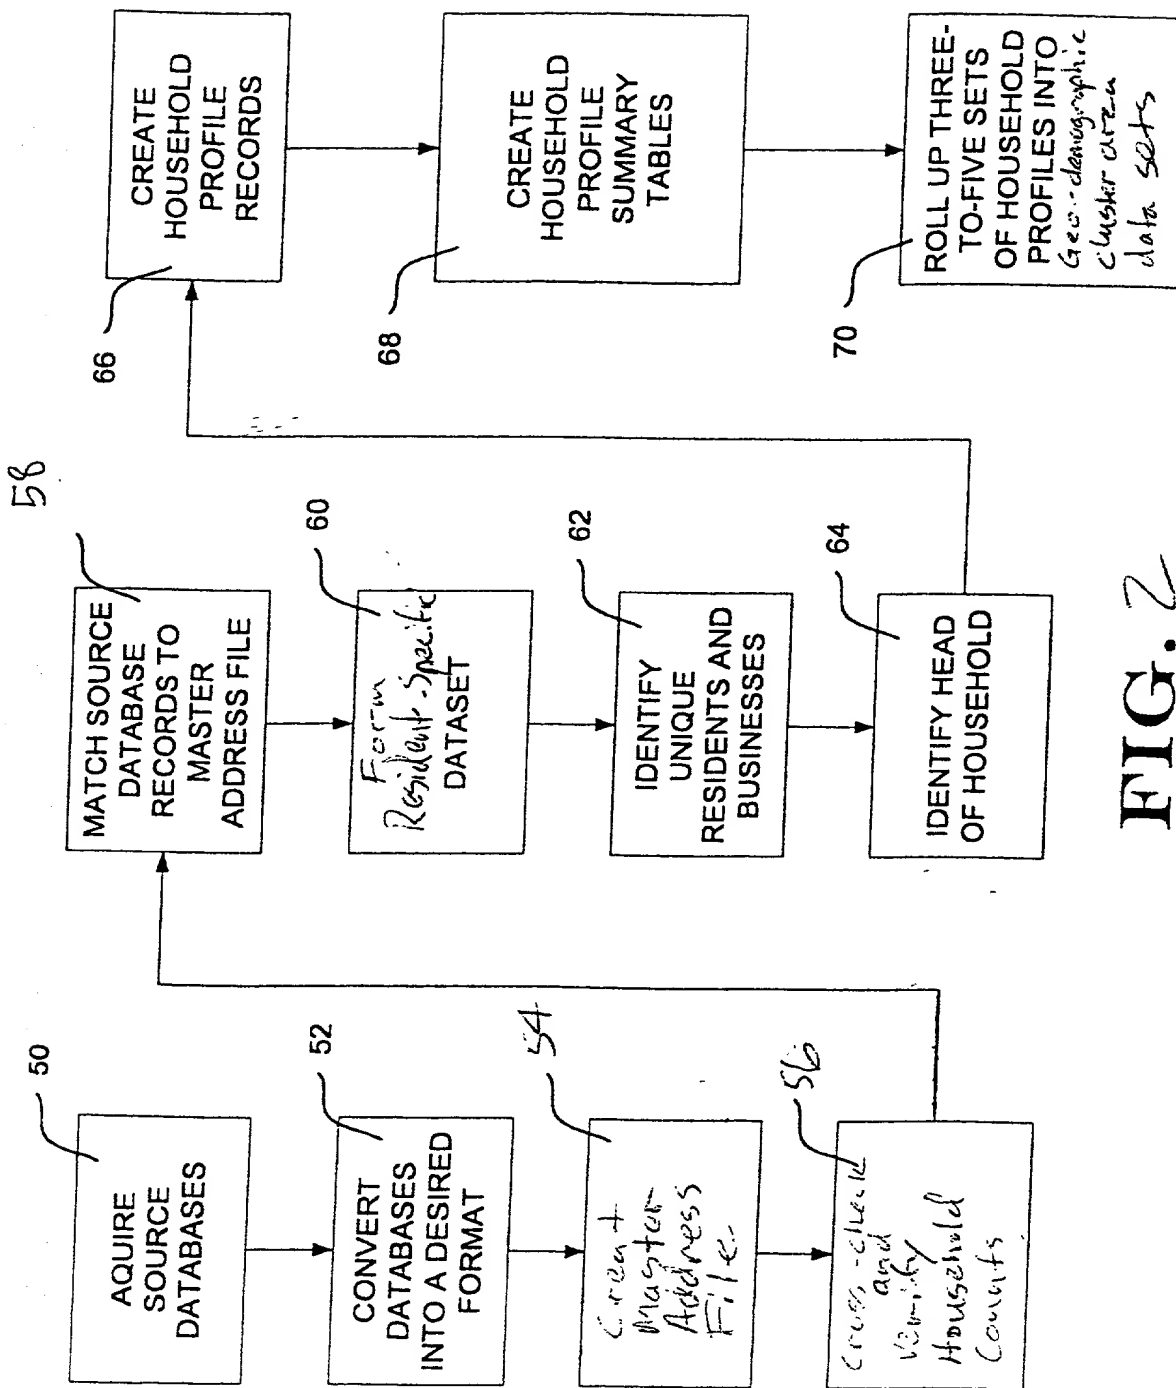 50
AQUIRE
SOURCE
DATABASES
52
CONVERT
DATABASES
INTO A DESIRED
FORMAT
54
Creat
Master
Address
File
56
Cross-check
and
Verify
Household
Counts
58
MATCH SOURCE
DATABASE
RECORDS TO
MASTER
ADDRESS FILE
60
Form
Resident-Specific
DATASET
62
IDENTIFY
UNIQUE
RESIDENTS AND
BUSINESSES
64
IDENTIFY HEAD
OF HOUSEHOLD
66
CREATE
HOUSEHOLD
PROFILE
RECORDS
68
CREATE
HOUSEHOLD
PROFILE
SUMMARY
TABLES
70
ROLL UP THREE-
TO-FIVE SETS
OF HOUSEHOLD
PROFILES INTO
Geo-demographic
cluster area
data sets
FIG. 2